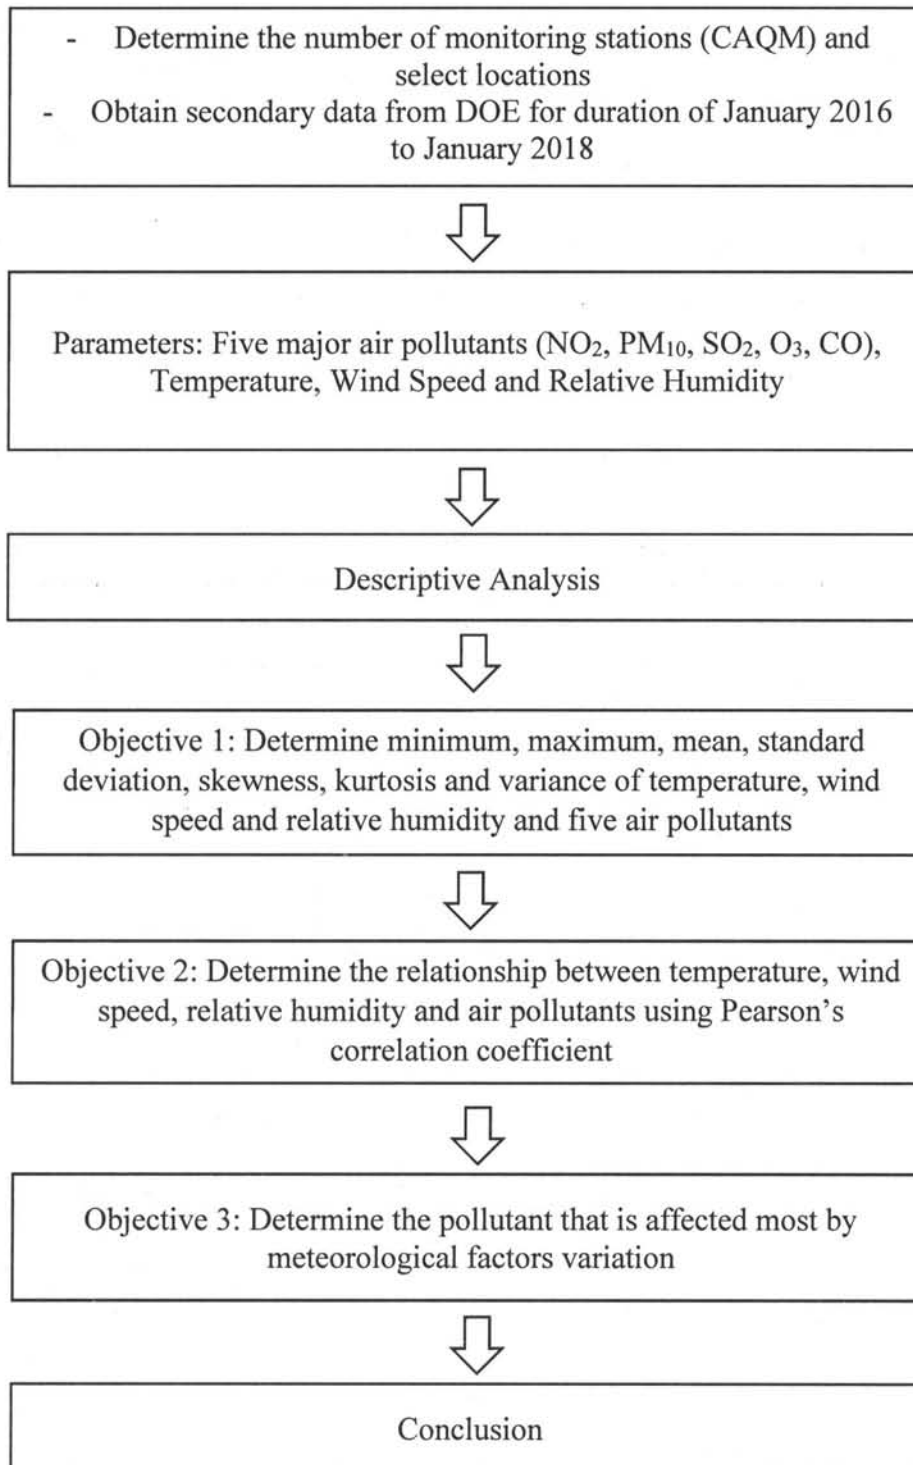 - Determine the number of monitoring stations (CAQM) and
select locations
- Obtain secondary data from DOE for duration of January 2016
to January 2018
Parameters: Five major air pollutants (NO₂, PM₁₀, SO₂, O₃, CO),
Temperature, Wind Speed and Relative Humidity
Descriptive Analysis
Objective 1: Determine minimum, maximum, mean, standard
deviation, skewness, kurtosis and variance of temperature, wind
speed and relative humidity and five air pollutants
Objective 2: Determine the relationship between temperature, wind
speed, relative humidity and air pollutants using Pearson’s
correlation coefficient
Objective 3: Determine the pollutant that is affected most by
meteorological factors variation
Conclusion